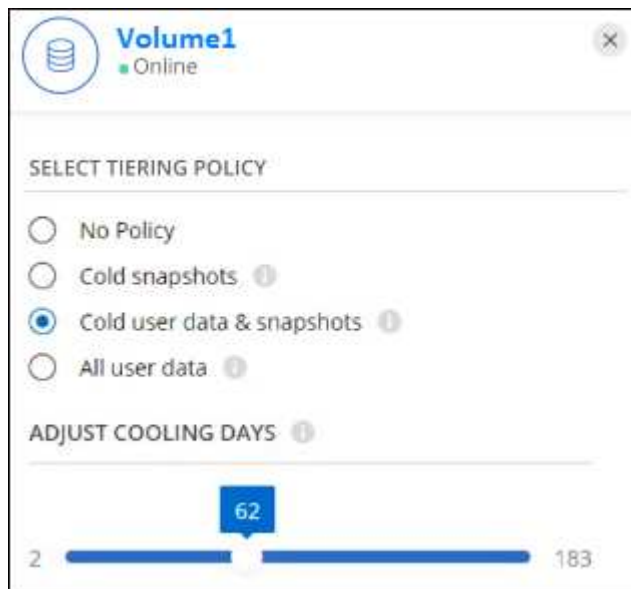 Volume1
Online
SELECT TIERING POLICY
No Policy
Cold snapshots
Cold user data & snapshots
All user data
ADJUST COOLING DAYS
62
2 183